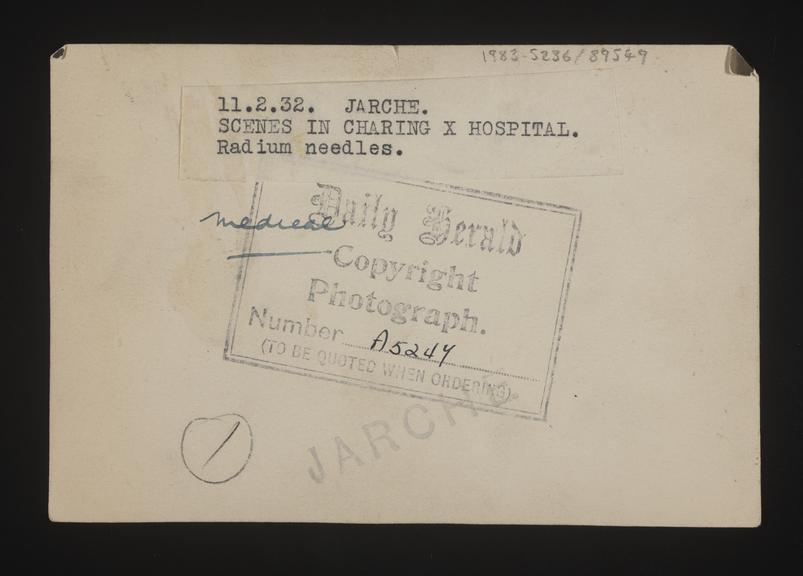 1983-5236/89549
11.2.32. JARCHE.
SCENES IN CHARING X HOSPITAL.
Radium needles.
medical
Daily Herald
Copyright
Photograph.
Number A5244
(TO BE QUOTED WHEN ORDERING)
JARCHE
1